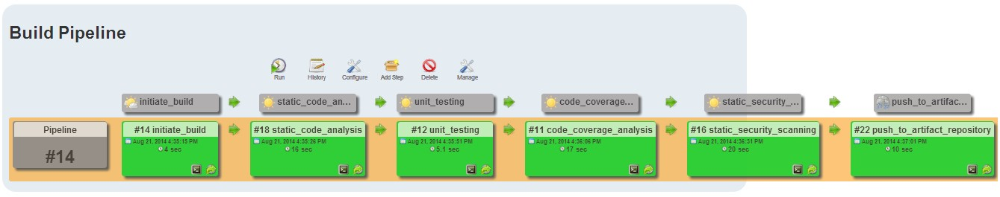 Build Pipeline
Run History Configure Add Step Delete Manage
initiate_build static_code_an... unit_testing code_coverage... static_security_... push_to_artifac...
Pipeline #14 initiate_build #18 static_code_analysis #12 unit_testing #11 code_coverage_analysis #16 static_security_scanning #22 push_to_artifact_repository
Aug 21, 2014 4:35:15 PM Aug 21, 2014 4:35:26 PM Aug 21, 2014 4:35:51 PM Aug 21, 2014 4:36:06 PM Aug 21, 2014 4:36:31 PM Aug 21, 2014 4:37:01 PM
4 sec 16 sec 5.1 sec 17 sec 20 sec 10 sec
#14